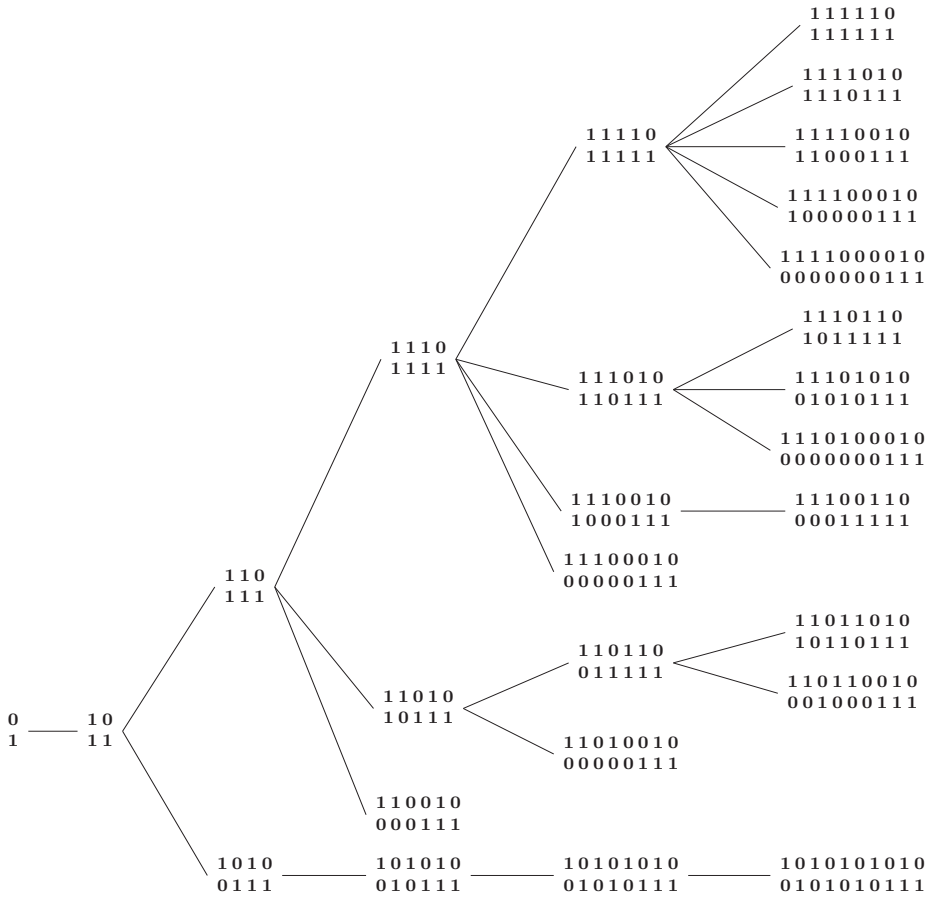 0
1
1 0
1 1
1 1 0
1 1 1
1 0 1 0
0 1 1 1
1 1 1 0
1 1 1 1
1 1 0 1 0
1 0 1 1 1
1 1 0 0 1 0
0 0 0 1 1 1
1 0 1 0 1 0
0 1 0 1 1 1
1 1 1 1 0
1 1 1 1 1
1 1 1 0 1 0
1 1 0 1 1 1
1 1 1 0 0 1 0
1 0 0 0 1 1 1
1 1 1 0 0 0 1 0
0 0 0 0 0 1 1 1
1 1 0 1 1 0
0 1 1 1 1 1
1 1 0 1 0 0 1 0
0 0 0 0 0 1 1 1
1 0 1 0 1 0 1 0
0 1 0 1 0 1 1 1
1 1 1 1 1 0
1 1 1 1 1 1
1 1 1 1 0 1 0
1 1 1 0 1 1 1
1 1 1 1 0 0 1 0
1 1 0 0 0 1 1 1
1 1 1 1 0 0 0 1 0
1 0 0 0 0 0 1 1 1
1 1 1 1 0 0 0 0 1 0
0 0 0 0 0 0 0 1 1 1
1 1 1 0 1 1 0
1 0 1 1 1 1 1
1 1 1 0 1 0 1 0
0 1 0 1 0 1 1 1
1 1 1 0 1 0 0 0 1 0
0 0 0 0 0 0 0 1 1 1
1 1 1 0 0 1 1 0
0 0 0 1 1 1 1 1
1 1 0 1 1 0 1 0
1 0 1 1 0 1 1 1
1 1 0 1 1 0 0 1 0
0 0 1 0 0 0 1 1 1
1 0 1 0 1 0 1 0 1 0
0 1 0 1 0 1 0 1 1 1